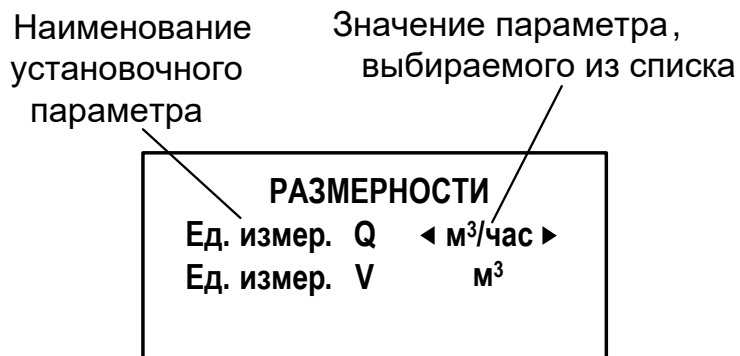 Наименование
установочного
параметра
Значение параметра,
выбираемого из списка
РАЗМЕРНОСТИ
Ед. измер. Q ◄ м³/час ►
Ед. измер. V м³